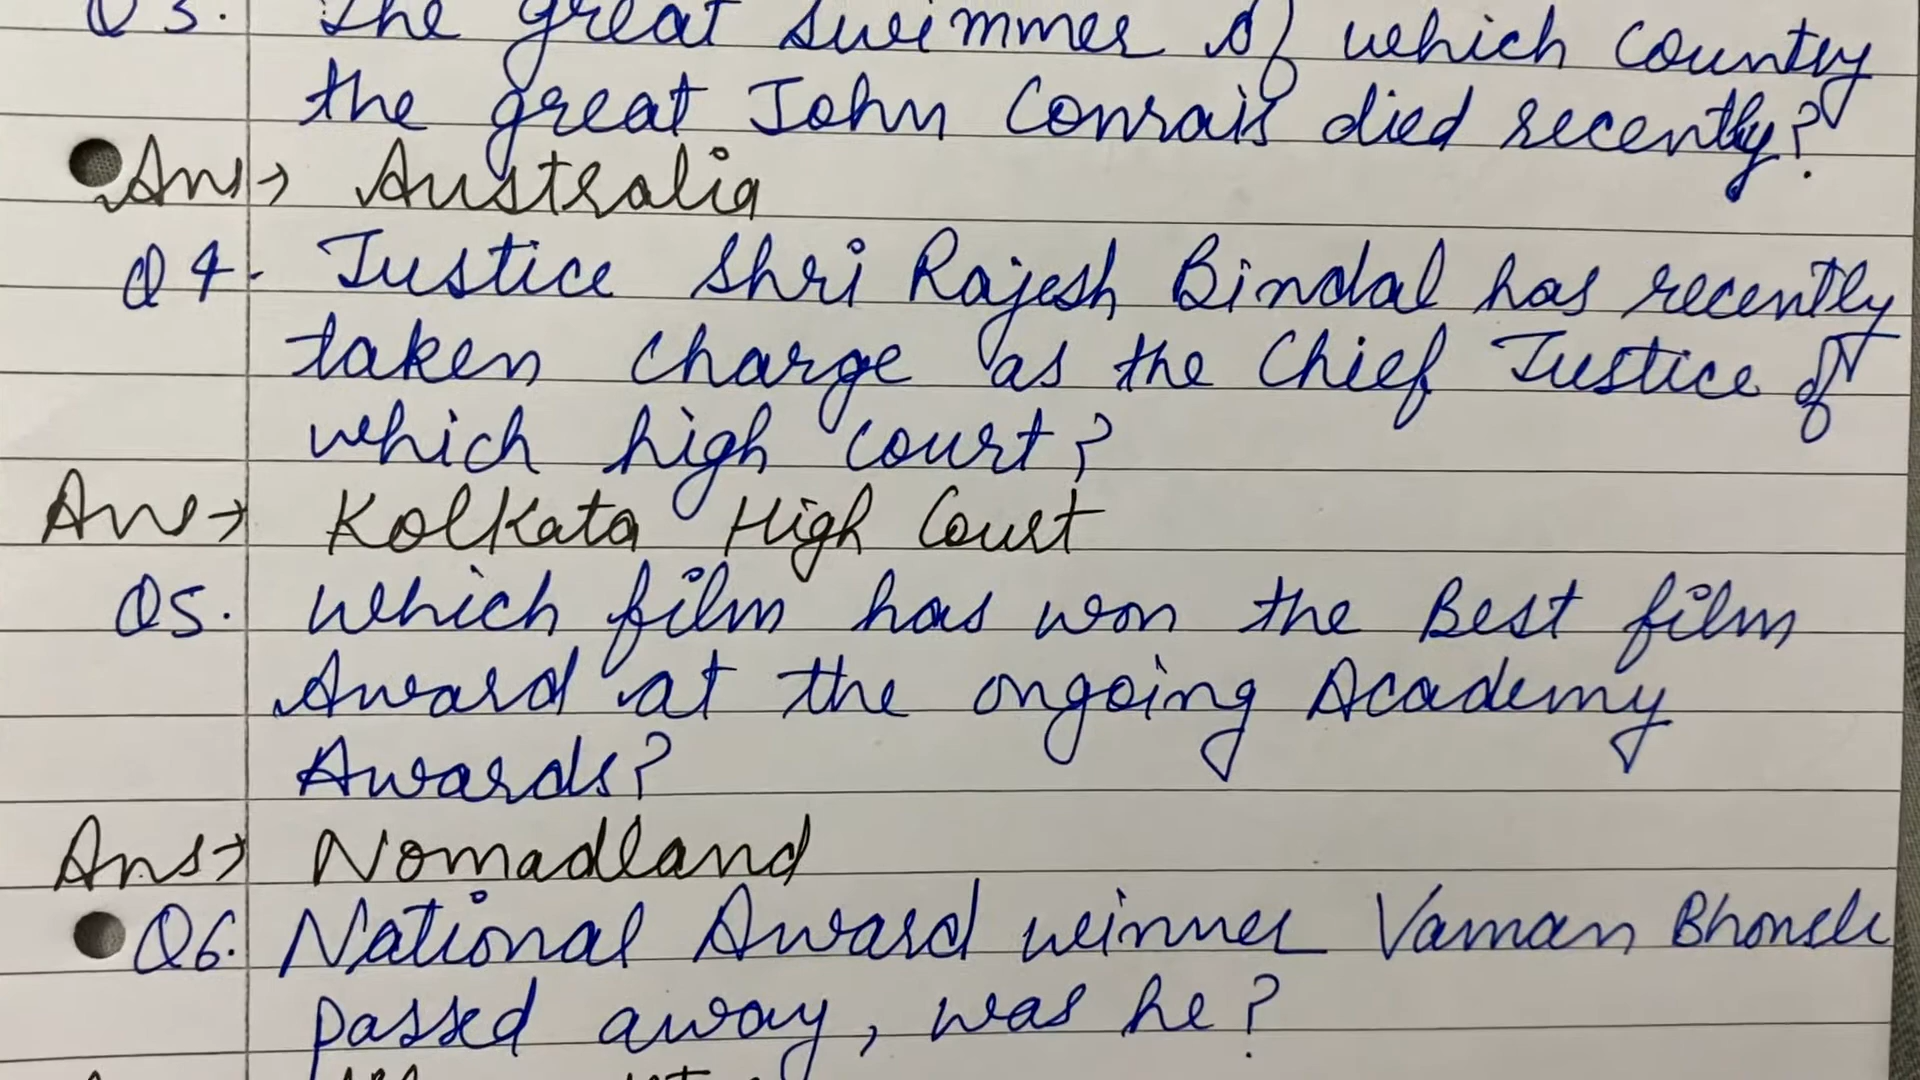 Q3. The great swimmer of which country
the great John Conrais died recently?
Ans→ Australia
Q4. Justice Shri Rajesh Bindal has recently
taken charge as the Chief Justice of
which high court?
Ans→ Kolkata High Court
Q5. Which film has won the Best film
Award at the ongoing Academy
Awards?
Ans→ Nomadland
Q6. National Award winner Vaman Bhonsle
passed away, was he?